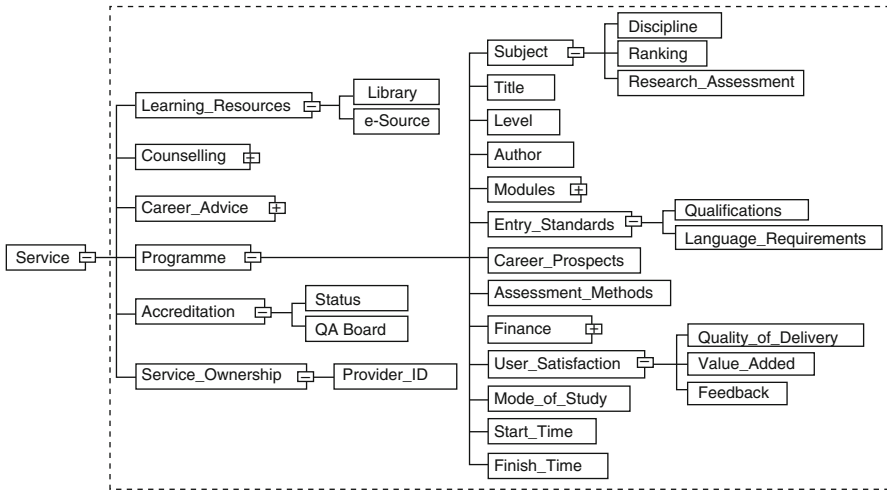 Service
Learning_Resources
Library
e-Source
Counselling
Career_Advice
Programme
Accreditation
Status
QA Board
Service_Ownership
Provider_ID
Subject
Discipline
Ranking
Research_Assessment
Title
Level
Author
Modules
Entry_Standards
Qualifications
Language_Requirements
Career_Prospects
Assessment_Methods
Finance
User_Satisfaction
Quality_of_Delivery
Value_Added
Feedback
Mode_of_Study
Start_Time
Finish_Time